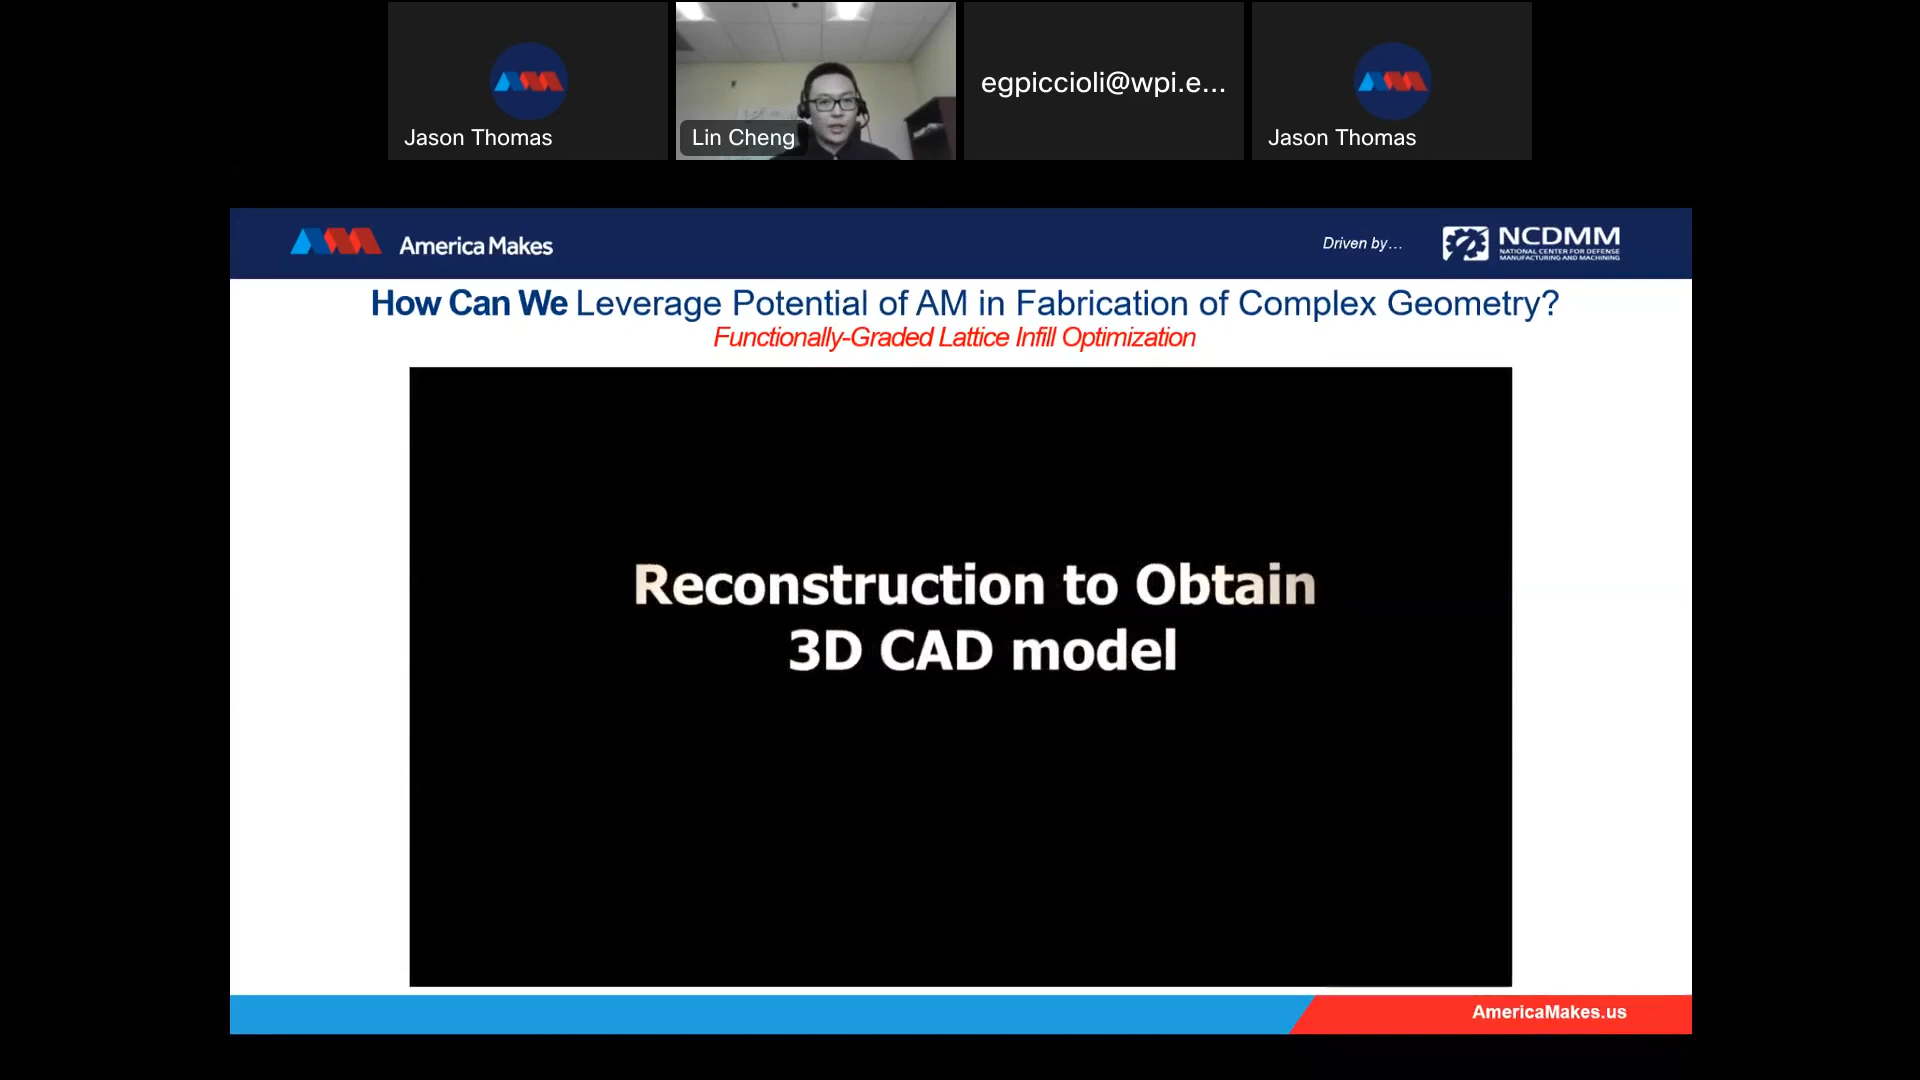 Jason Thomas
Lin Cheng
egpiccioli@wpi.e...
Jason Thomas
America Makes
Driven by...
NCDMM
NATIONAL CENTER FOR DEFENSE
MANUFACTURING AND MACHINING
How Can We Leverage Potential of AM in Fabrication of Complex Geometry?
Functionally-Graded Lattice Infill Optimization
Reconstruction to Obtain
3D CAD model
AmericaMakes.us